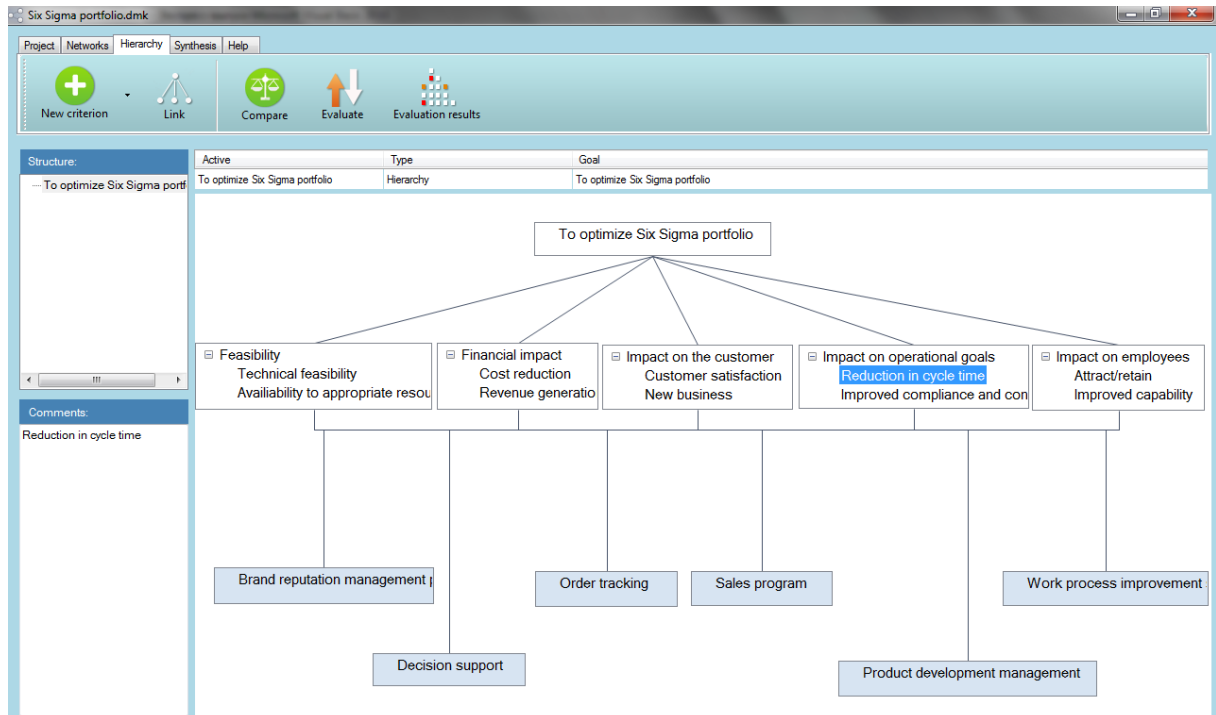 Six Sigma portfolio.dmk
Project Networks Hierarchy Synthesis Help
New criterion Link Compare Evaluate Evaluation results
Structure:
To optimize Six Sigma portf
Active Type Goal
To optimize Six Sigma portfolio Hierarchy To optimize Six Sigma portfolio
To optimize Six Sigma portfolio
Feasibility
Technical feasibility
Availiability to appropriate resou
Financial impact
Cost reduction
Revenue generatio
Impact on the customer
Customer satisfaction
New business
Impact on operational goals
Reduction in cycle time
Improved compliance and con
Impact on employees
Attract/retain
Improved capability
Comments:
Reduction in cycle time
Brand reputation management p
Order tracking
Sales program
Work process improvement
Decision support
Product development management